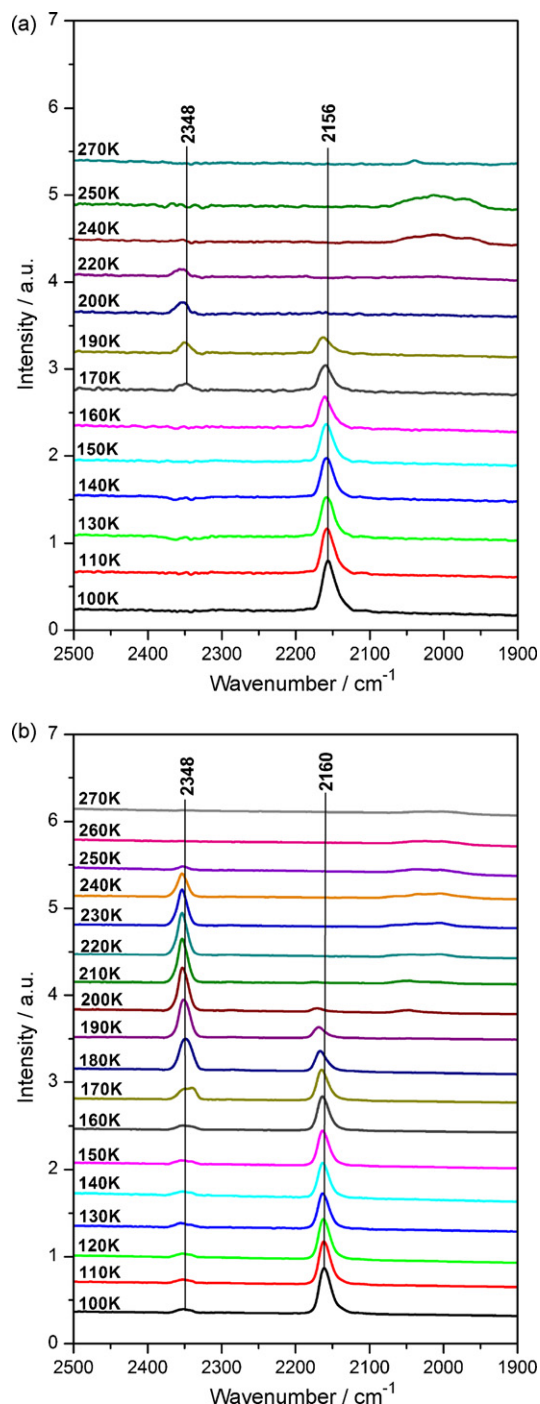 (a)
7
6
5
4
3
2
1
0
Intensity / a.u.
2348
2156
270K
250K
240K
220K
200K
190K
170K
160K
150K
140K
130K
110K
100K
2500 2400 2300 2200 2100 2000 1900
Wavenumber / cm⁻¹
(b)
7
6
5
4
3
2
1
0
Intensity / a.u.
2348
2160
270K
260K
250K
240K
230K
220K
210K
200K
190K
180K
170K
160K
150K
140K
130K
120K
110K
100K
2500 2400 2300 2200 2100 2000 1900
Wavenumber / cm⁻¹